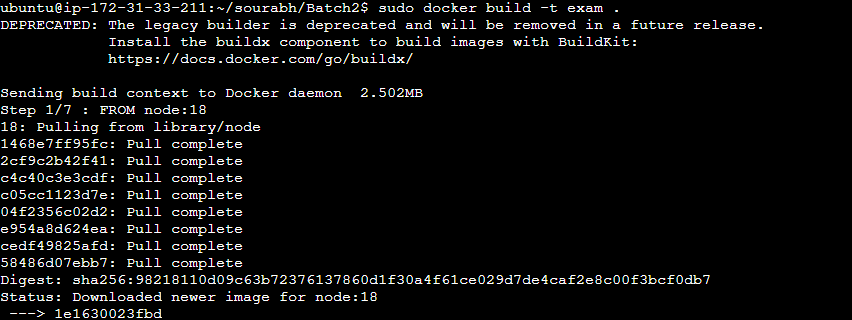 ubuntu@ip-172-31-33-211:~/sourabh/Batch2$ sudo docker build -t exam .
DEPRECATED: The legacy builder is deprecated and will be removed in a future release.
            Install the buildx component to build images with BuildKit:
            https://docs.docker.com/go/buildx/

Sending build context to Docker daemon  2.502MB
Step 1/7 : FROM node:18
18: Pulling from library/node
1468e7ff95fc: Pull complete
2cf9c2b42f41: Pull complete
c4c40c3e3cdf: Pull complete
c05cc1123d7e: Pull complete
04f2356c02d2: Pull complete
e954a8d624ea: Pull complete
cedf49825afd: Pull complete
58486d07ebb7: Pull complete
Digest: sha256:98218110d09c63b72376137860d1f30a4f61ce029d7de4caf2e8c00f3bcf0db7
Status: Downloaded newer image for node:18
 ---> 1e1630023fbd